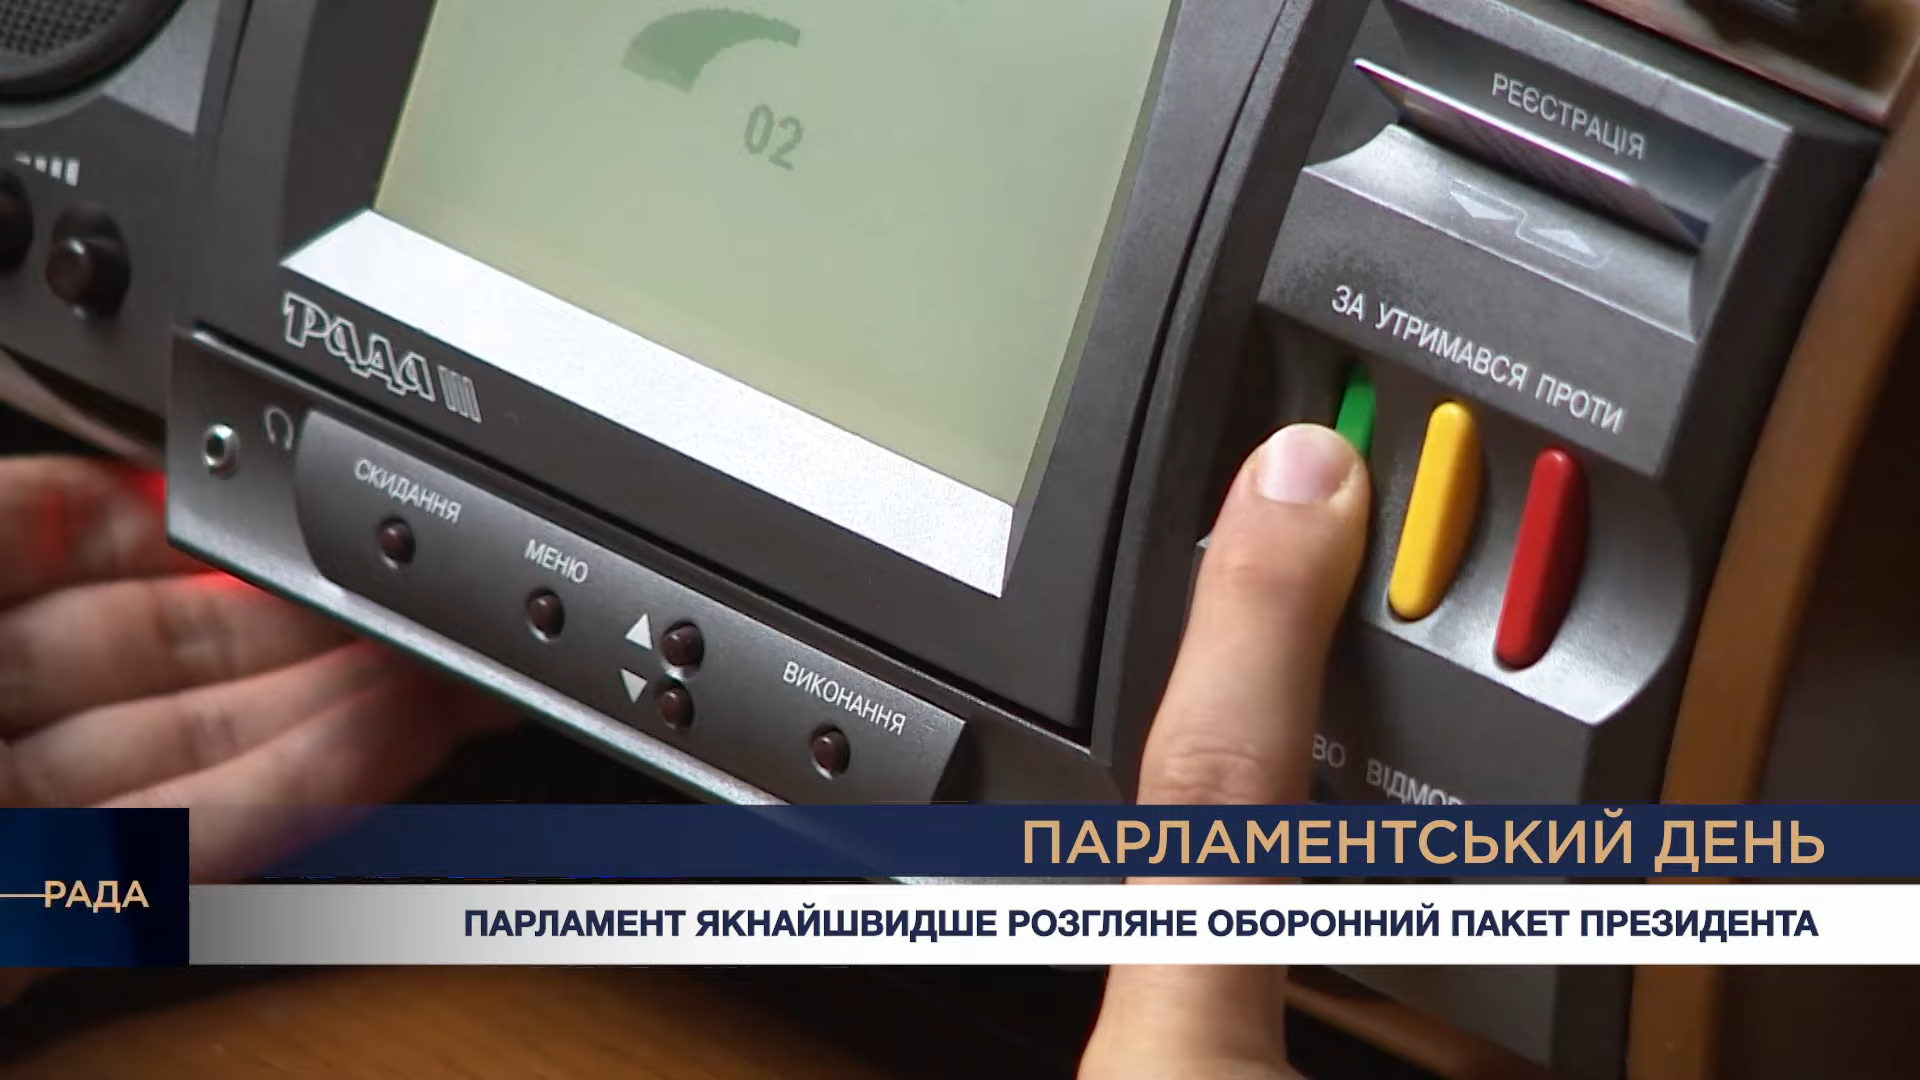 02
РЕЄСТРАЦІЯ
ЗА УТРИМАВСЯ ПРОТИ
РАДА III
СКИДАННЯ
МЕНЮ
ВИКОНАННЯ
ПАРЛАМЕНТСЬКИЙ ДЕНЬ
РАДА
ПАРЛАМЕНТ ЯКНАЙШВИДШЕ РОЗГЛЯНЕ ОБОРОННИЙ ПАКЕТ ПРЕЗИДЕНТА